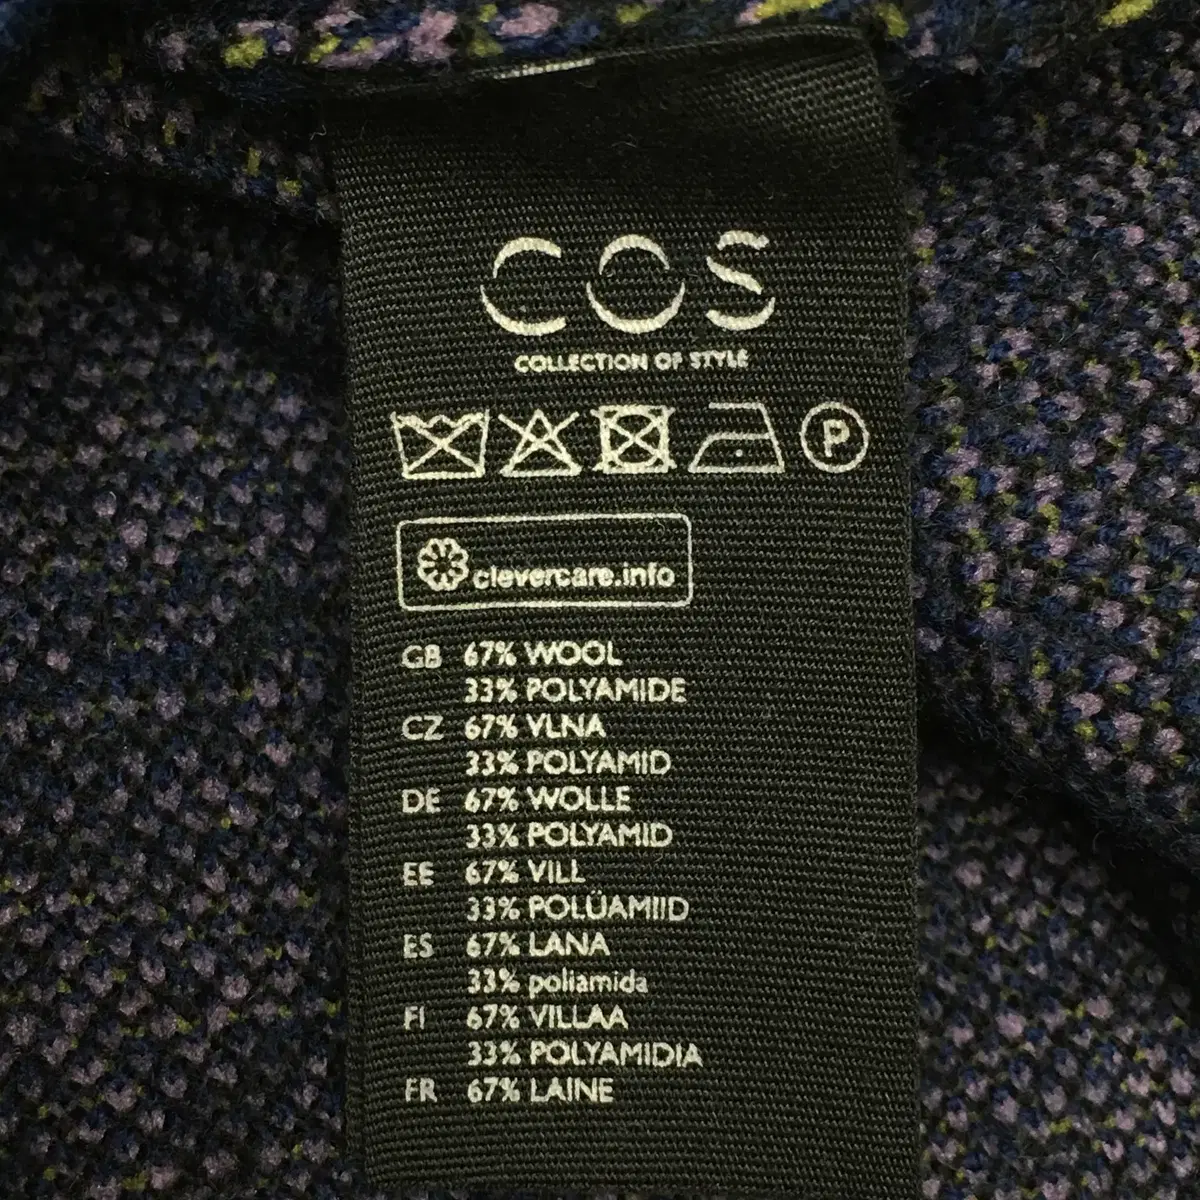 COS
COLLECTION OF STYLE
P
clevercare.info
GB 67% WOOL
33% POLYAMIDE
CZ 67% VLNA
33% POLYAMID
DE 67% WOLLE
33% POLYAMID
EE 67% VILL
33% POLÜAMIID
ES 67% LANA
33% poliamida
FI 67% VILLAA
33% POLYAMIDIA
FR 67% LAINE